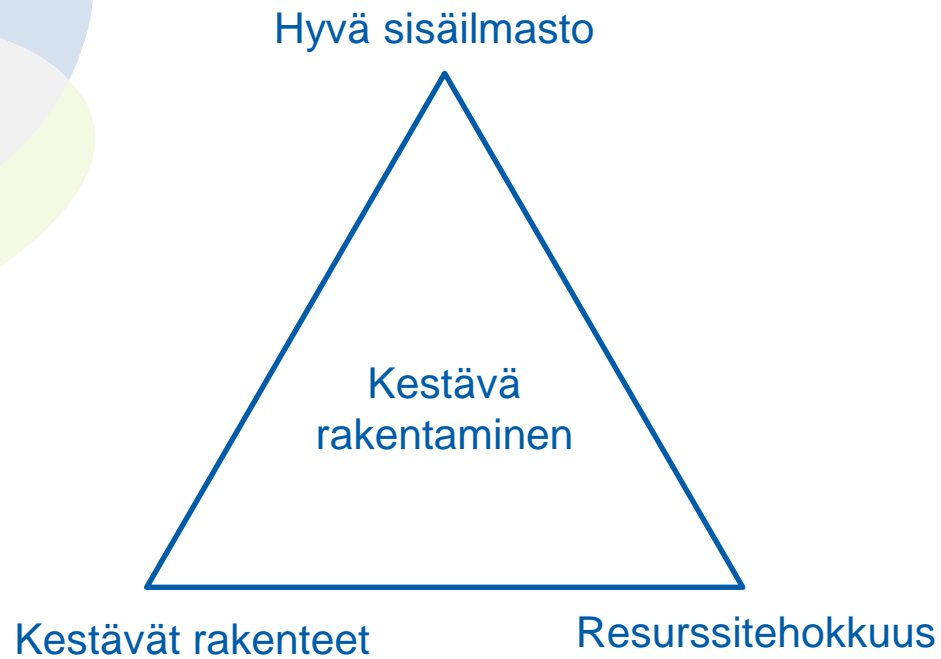 Hyvä sisäilmasto
Kestävä
rakentaminen
Kestävät rakenteet
Resurssitehokkuus